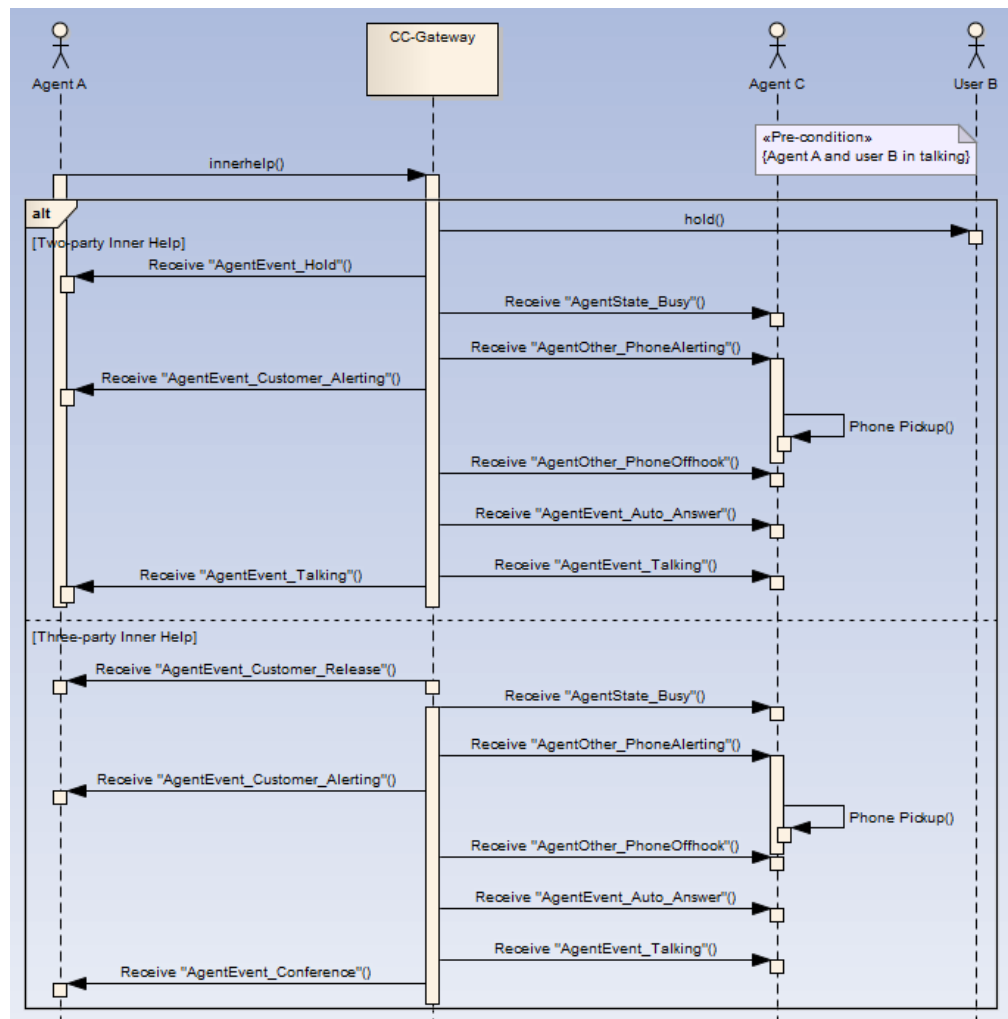 CC-Gateway
Agent A
Agent C
User B
«Pre-condition»
{Agent A and user B in talking}
innerhelp()
alt
hold()
[Two-party Inner Help]
Receive "AgentEvent_Hold"()
Receive "AgentState_Busy"()
Receive "AgentOther_PhoneAlerting"()
Receive "AgentEvent_Customer_Alerting"()
Phone Pickup()
Receive "AgentOther_PhoneOffhook"()
Receive "AgentEvent_Auto_Answer"()
Receive "AgentEvent_Talking"()
Receive "AgentEvent_Talking"()
[Three-party Inner Help]
Receive "AgentEvent_Customer_Release"()
Receive "AgentState_Busy"()
Receive "AgentOther_PhoneAlerting"()
Receive "AgentEvent_Customer_Alerting"()
Phone Pickup()
Receive "AgentOther_PhoneOffhook"()
Receive "AgentEvent_Auto_Answer"()
Receive "AgentEvent_Talking"()
Receive "AgentEvent_Conference"()